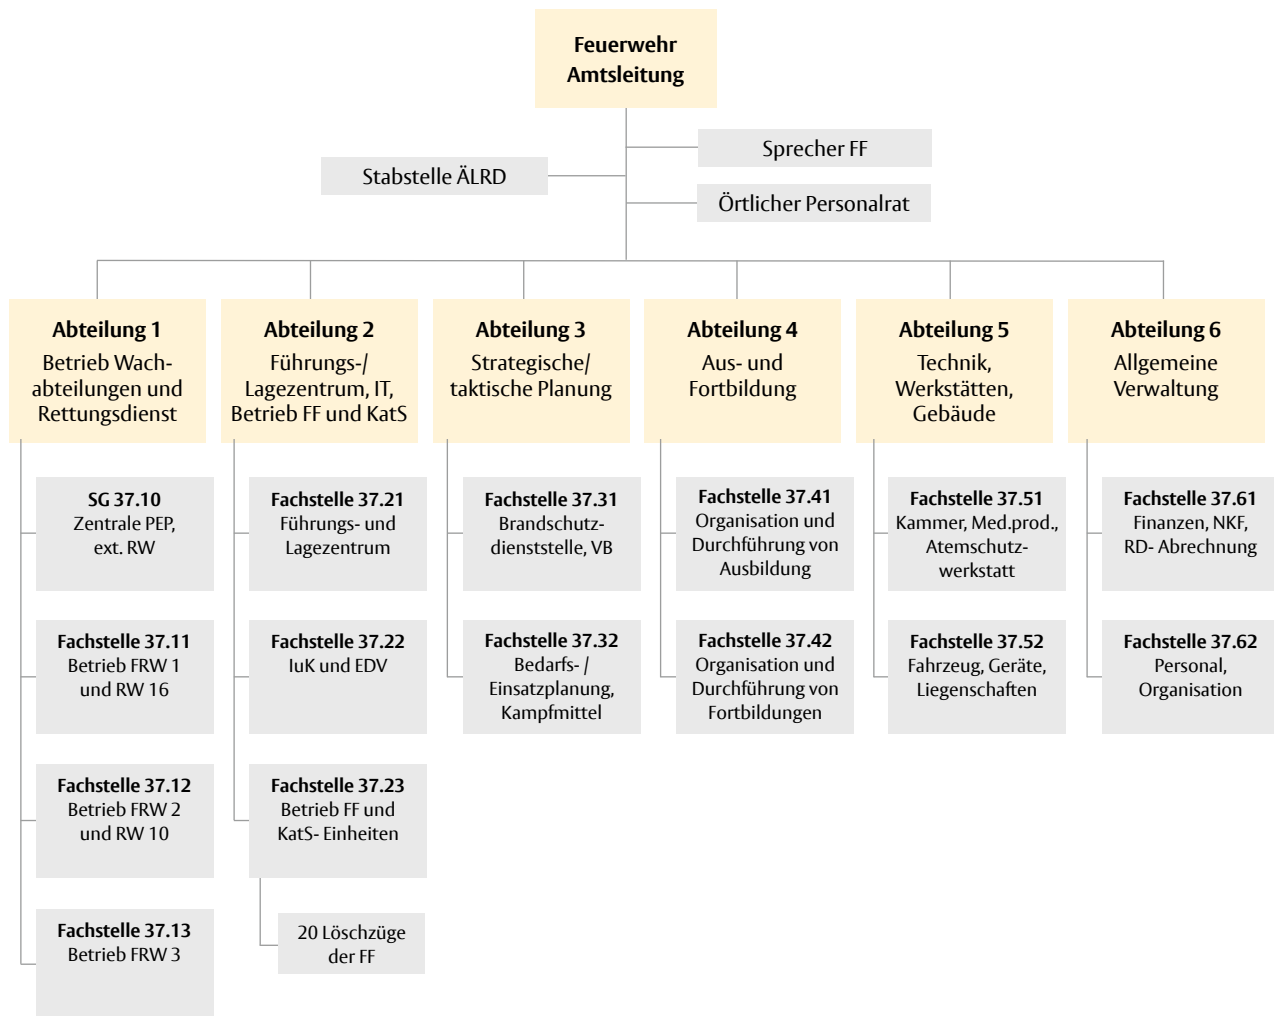 Feuerwehr
Amtsleitung
Sprecher FF
Stabstelle ÄLRD
Örtlicher Personalrat
Abteilung 1
Betrieb Wach-
abteilungen und
Rettungsdienst
SG 37.10
Zentrale PEP,
ext. RW
Fachstelle 37.11
Betrieb FRW 1
und RW 16
Fachstelle 37.12
Betrieb FRW 2
und RW 10
Fachstelle 37.13
Betrieb FRW 3
Abteilung 2
Führungs-/
Lagezentrum, IT,
Betrieb FF und KatS
Fachstelle 37.21
Führungs- und
Lagezentrum
Fachstelle 37.22
IuK und EDV
Fachstelle 37.23
Betrieb FF und
KatS- Einheiten
20 Löschzüge
der FF
Abteilung 3
Strategische/
taktische Planung
Fachstelle 37.31
Brandschutz-
dienststelle, VB
Fachstelle 37.32
Bedarfs- /
Einsatzplanung,
Kampfmittel
Abteilung 4
Aus- und
Fortbildung
Fachstelle 37.41
Organisation und
Durchführung von
Ausbildung
Fachstelle 37.42
Organisation und
Durchführung von
Fortbildungen
Abteilung 5
Technik,
Werkstätten,
Gebäude
Fachstelle 37.51
Kammer, Med.prod.,
Atemschutz-
werkstatt
Fachstelle 37.52
Fahrzeug, Geräte,
Liegenschaften
Abteilung 6
Allgemeine
Verwaltung
Fachstelle 37.61
Finanzen, NKF,
RD- Abrechnung
Fachstelle 37.62
Personal,
Organisation